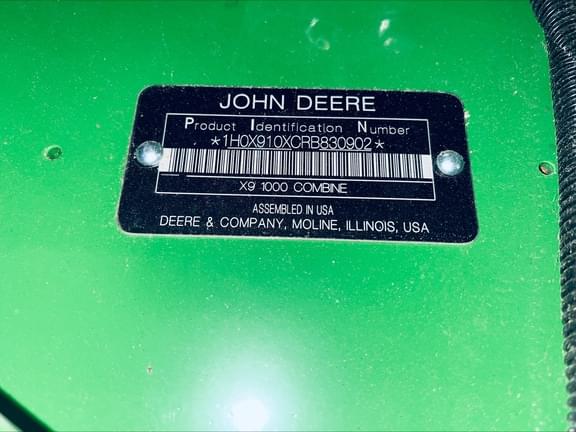 JOHN DEERE
Product Identification Number
*1H0X910XCRB830902*
X9 1000 COMBINE
ASSEMBLED IN USA
DEERE & COMPANY, MOLINE, ILLINOIS, USA